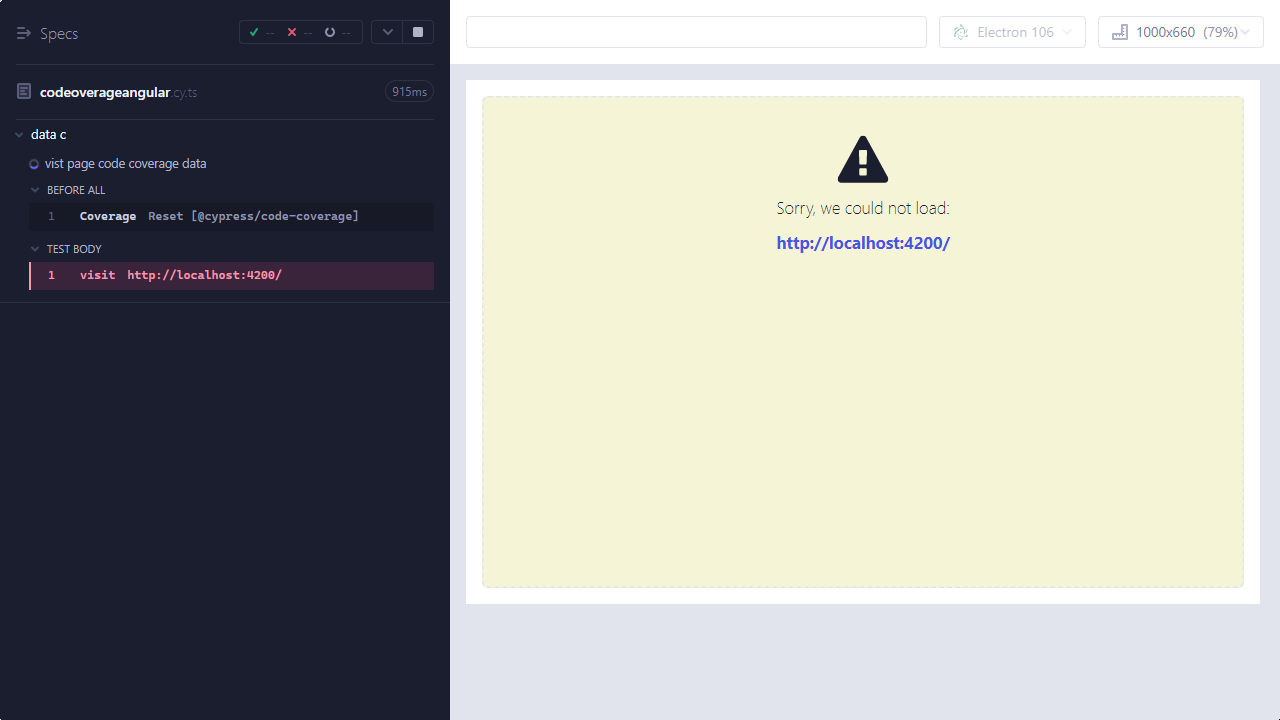 Specs
-- -- --
codeoverageangular.cy.ts 915ms
data c
vist page code coverage data
BEFORE ALL
1 Coverage Reset [@cypress/code-coverage]
TEST BODY
1 visit http://localhost:4200/
Electron 106
1000x660 (79%)
Sorry, we could not load:
http://localhost:4200/